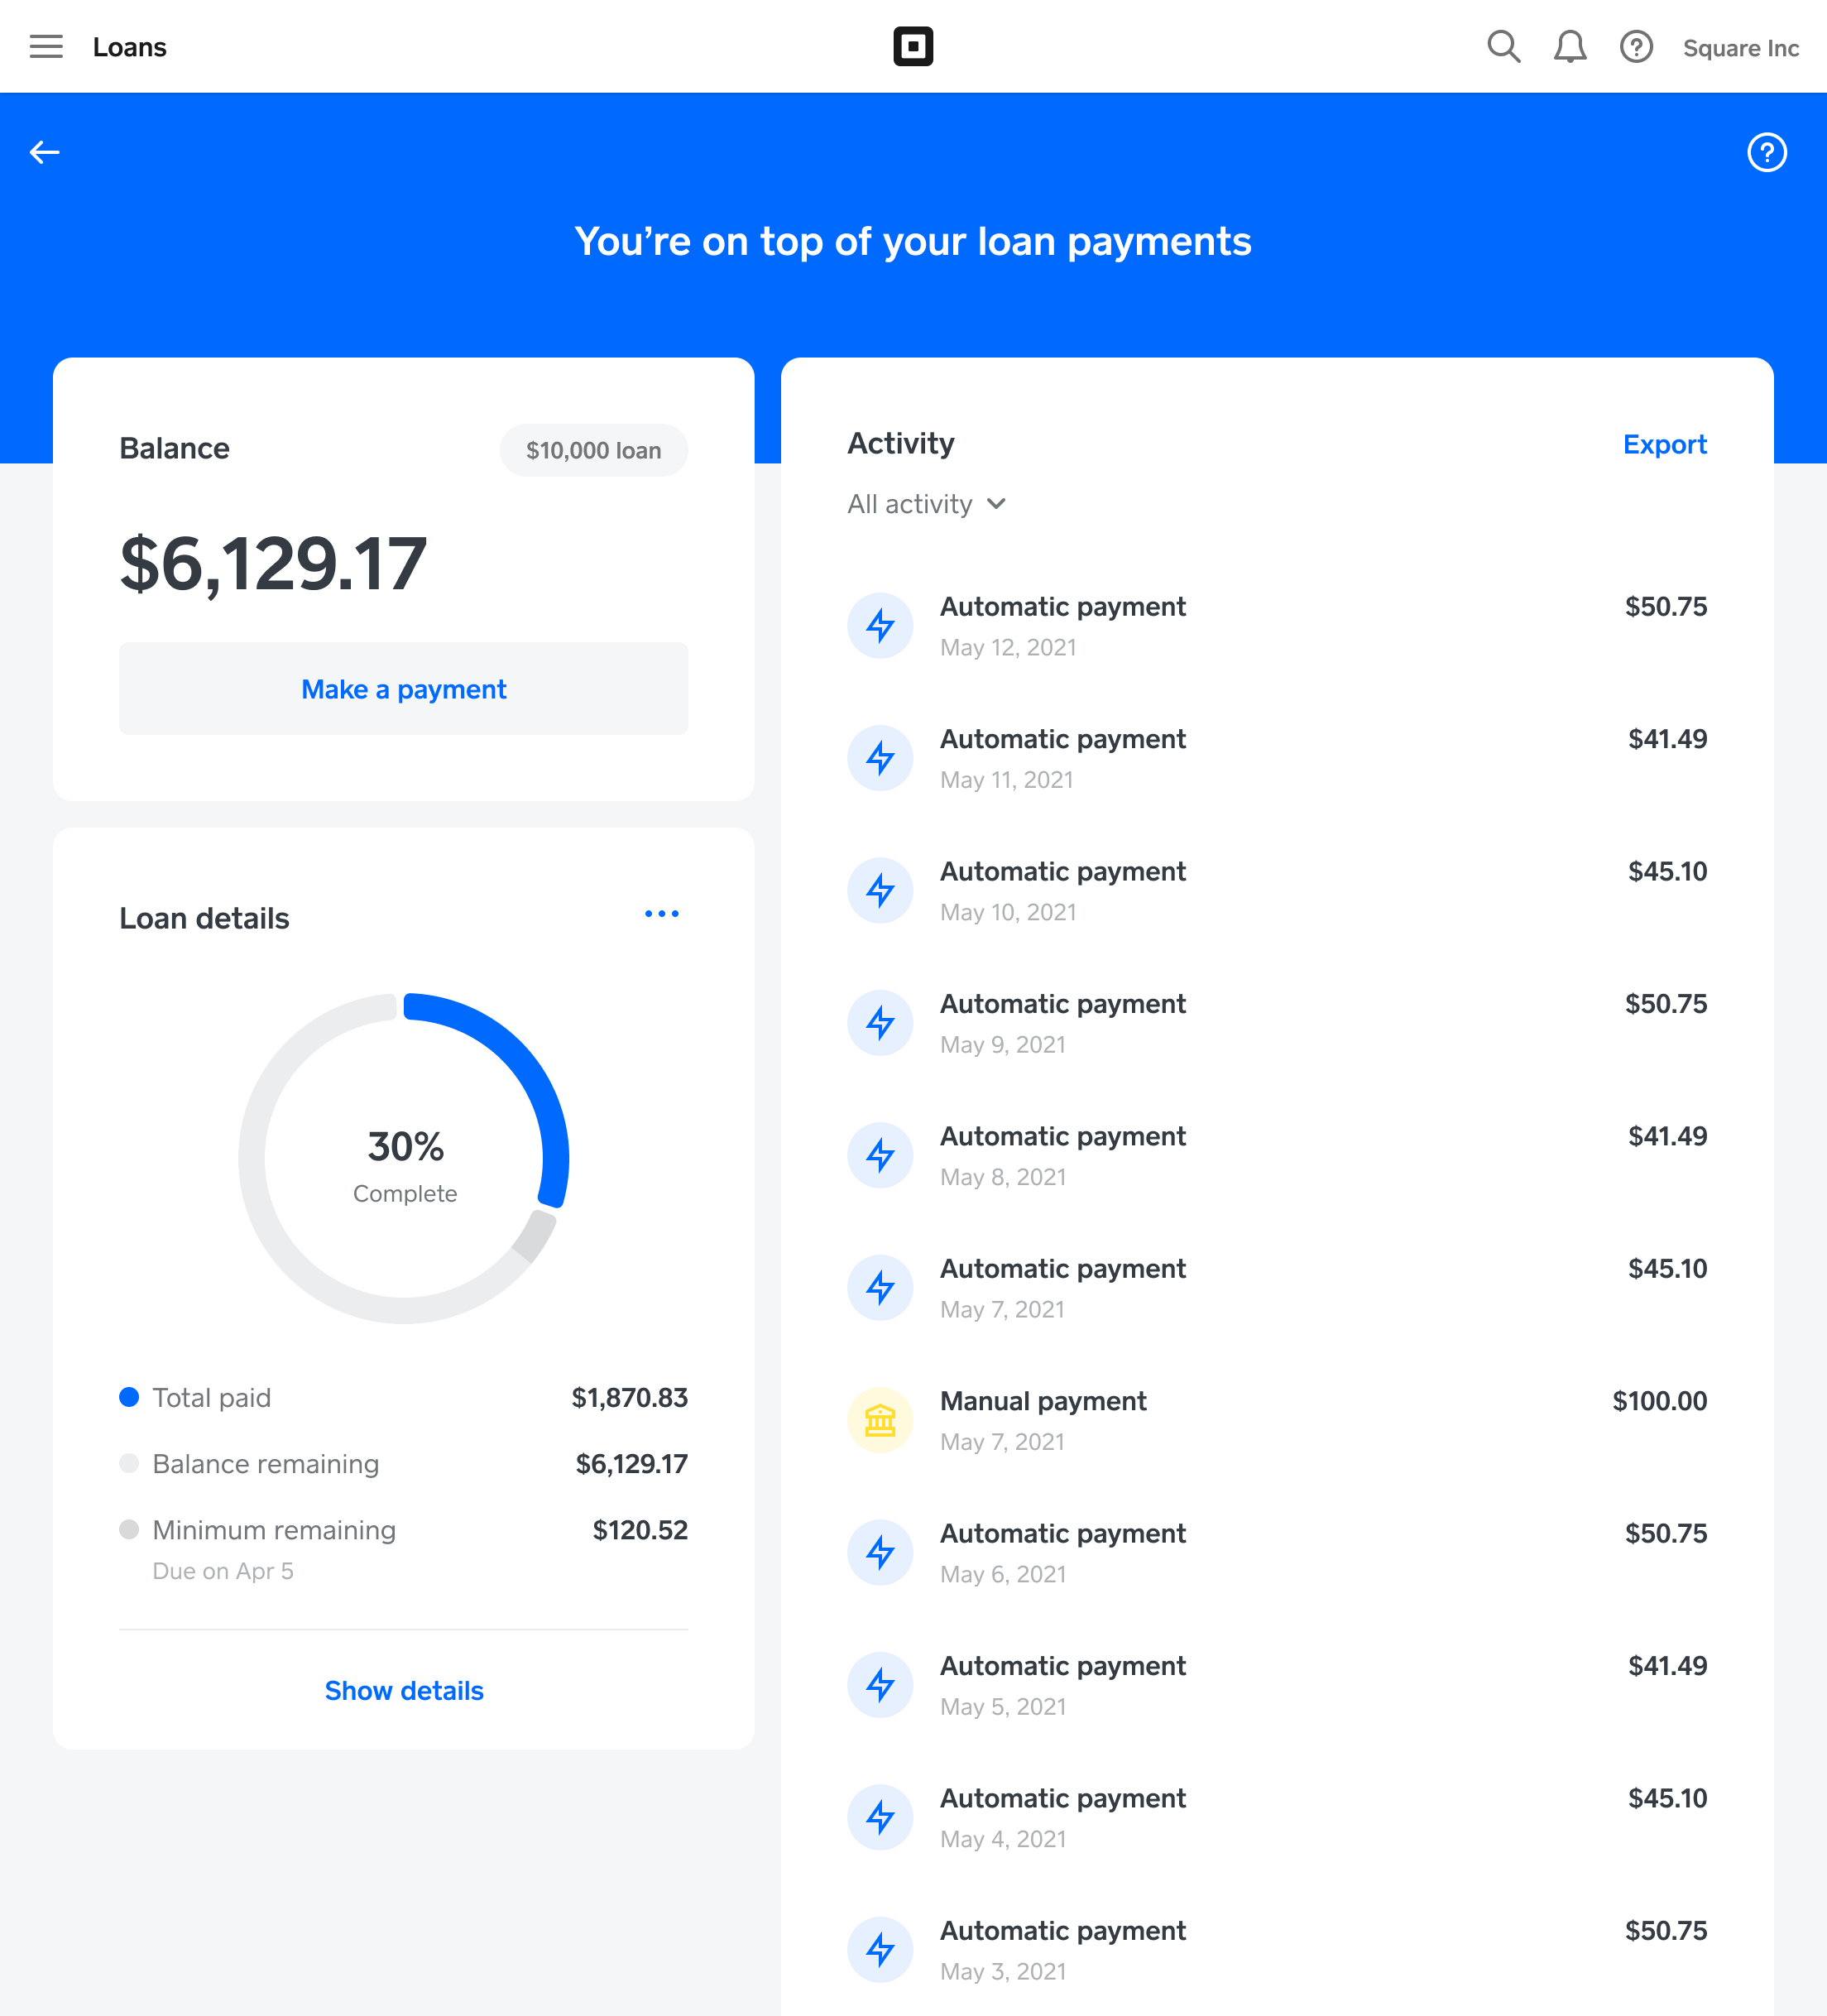 Loans
Square Inc
You’re on top of your loan payments
Balance
$10,000 loan
$6,129.17
Make a payment
Loan details
30%
Complete
Total paid $1,870.83
Balance remaining $6,129.17
Minimum remaining $120.52
Due on Apr 5
Show details
Activity
Export
All activity
Automatic payment $50.75
May 12, 2021
Automatic payment $41.49
May 11, 2021
Automatic payment $45.10
May 10, 2021
Automatic payment $50.75
May 9, 2021
Automatic payment $41.49
May 8, 2021
Automatic payment $45.10
May 7, 2021
Manual payment $100.00
May 7, 2021
Automatic payment $50.75
May 6, 2021
Automatic payment $41.49
May 5, 2021
Automatic payment $45.10
May 4, 2021
Automatic payment $50.75
May 3, 2021